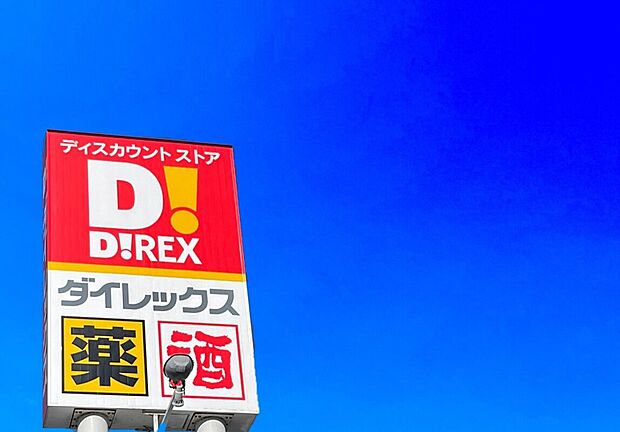 ディスカウント ストア
D!
D!REX
ダイレックス
薬 酒